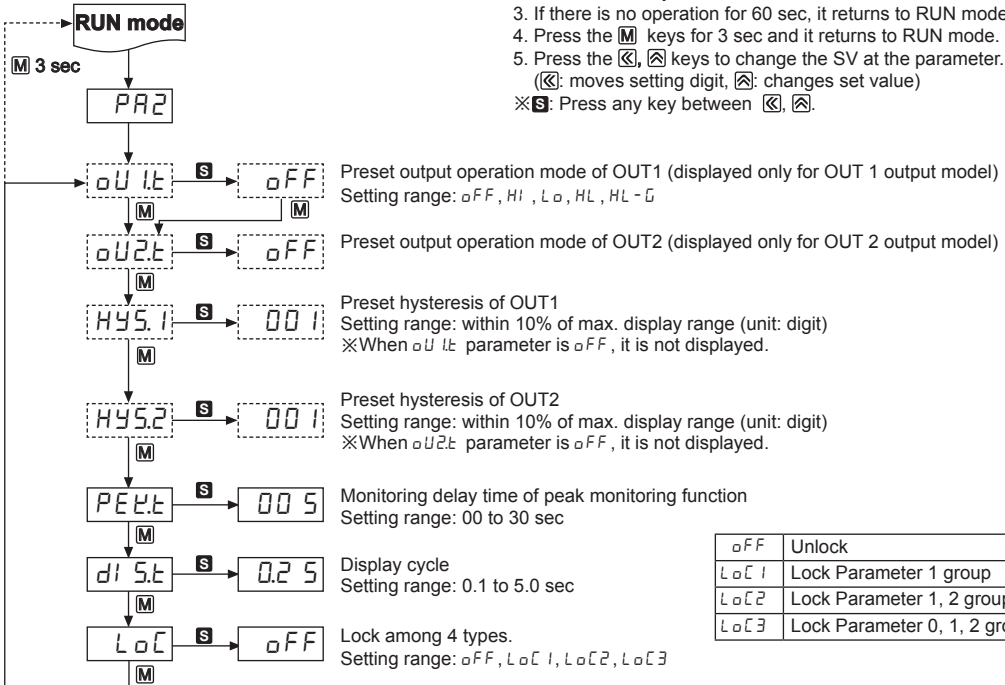 RUN mode
M 3 sec
3. If there is no operation for 60 sec, it returns to RUN mode
4. Press the M keys for 3 sec and it returns to RUN mode.
5. Press the «, keys to change the SV at the parameter.
(«: moves setting digit, : changes set value)
※S: Press any key between «, .
PA2
oU1.t S oFF
Preset output operation mode of OUT1 (displayed only for OUT 1 output model)
Setting range: oFF, HI, Lo, HL, HL-G
M M
oU2.t S oFF
Preset output operation mode of OUT2 (displayed only for OUT 2 output model)
M
HYS.1 S 001
Preset hysteresis of OUT1
Setting range: within 10% of max. display range (unit: digit)
※When oU1.t parameter is oFF, it is not displayed.
M
HYS.2 S 001
Preset hysteresis of OUT2
Setting range: within 10% of max. display range (unit: digit)
※When oU2.t parameter is oFF, it is not displayed.
M
PEK.t S 00 S
Monitoring delay time of peak monitoring function
Setting range: 00 to 30 sec
M
dIS.t S 0.2 S
Display cycle
Setting range: 0.1 to 5.0 sec
M
LoC S oFF
Lock among 4 types.
Setting range: oFF, LoC1, LoC2, LoC3
M
oFF Unlock
LoC1 Lock Parameter 1 group
LoC2 Lock Parameter 1, 2 group
LoC3 Lock Parameter 0, 1, 2